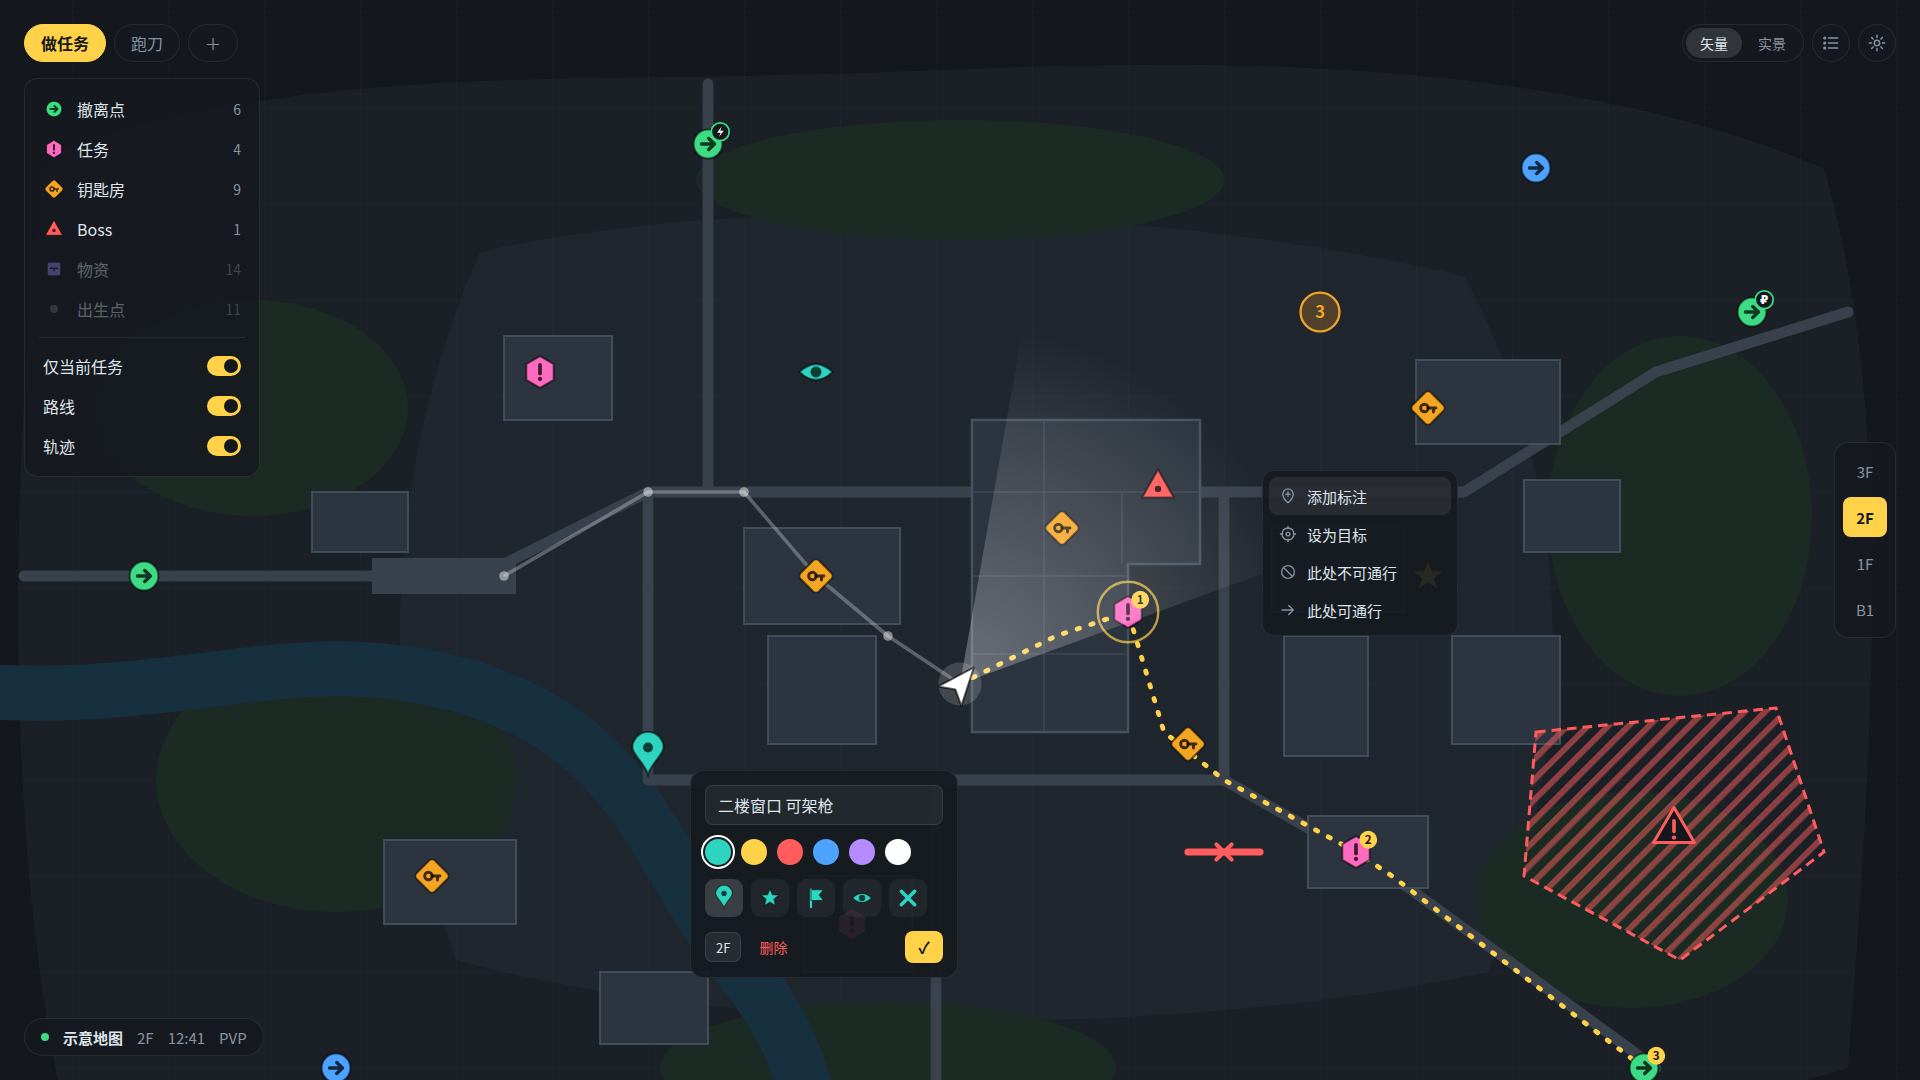 做任务 跑刀 +
矢量 实景
撤离点 6
任务 4
钥匙房 9
Boss 1
物资 14
出生点 11
仅当前任务
路线
轨迹
₽
3
3F
2F
1F
B1
添加标注
设为目标
此处不可通行
此处可通行
1
二楼窗口 可架枪
2F 删除 ✓
2
3
示意地图 2F 12:41 PVP